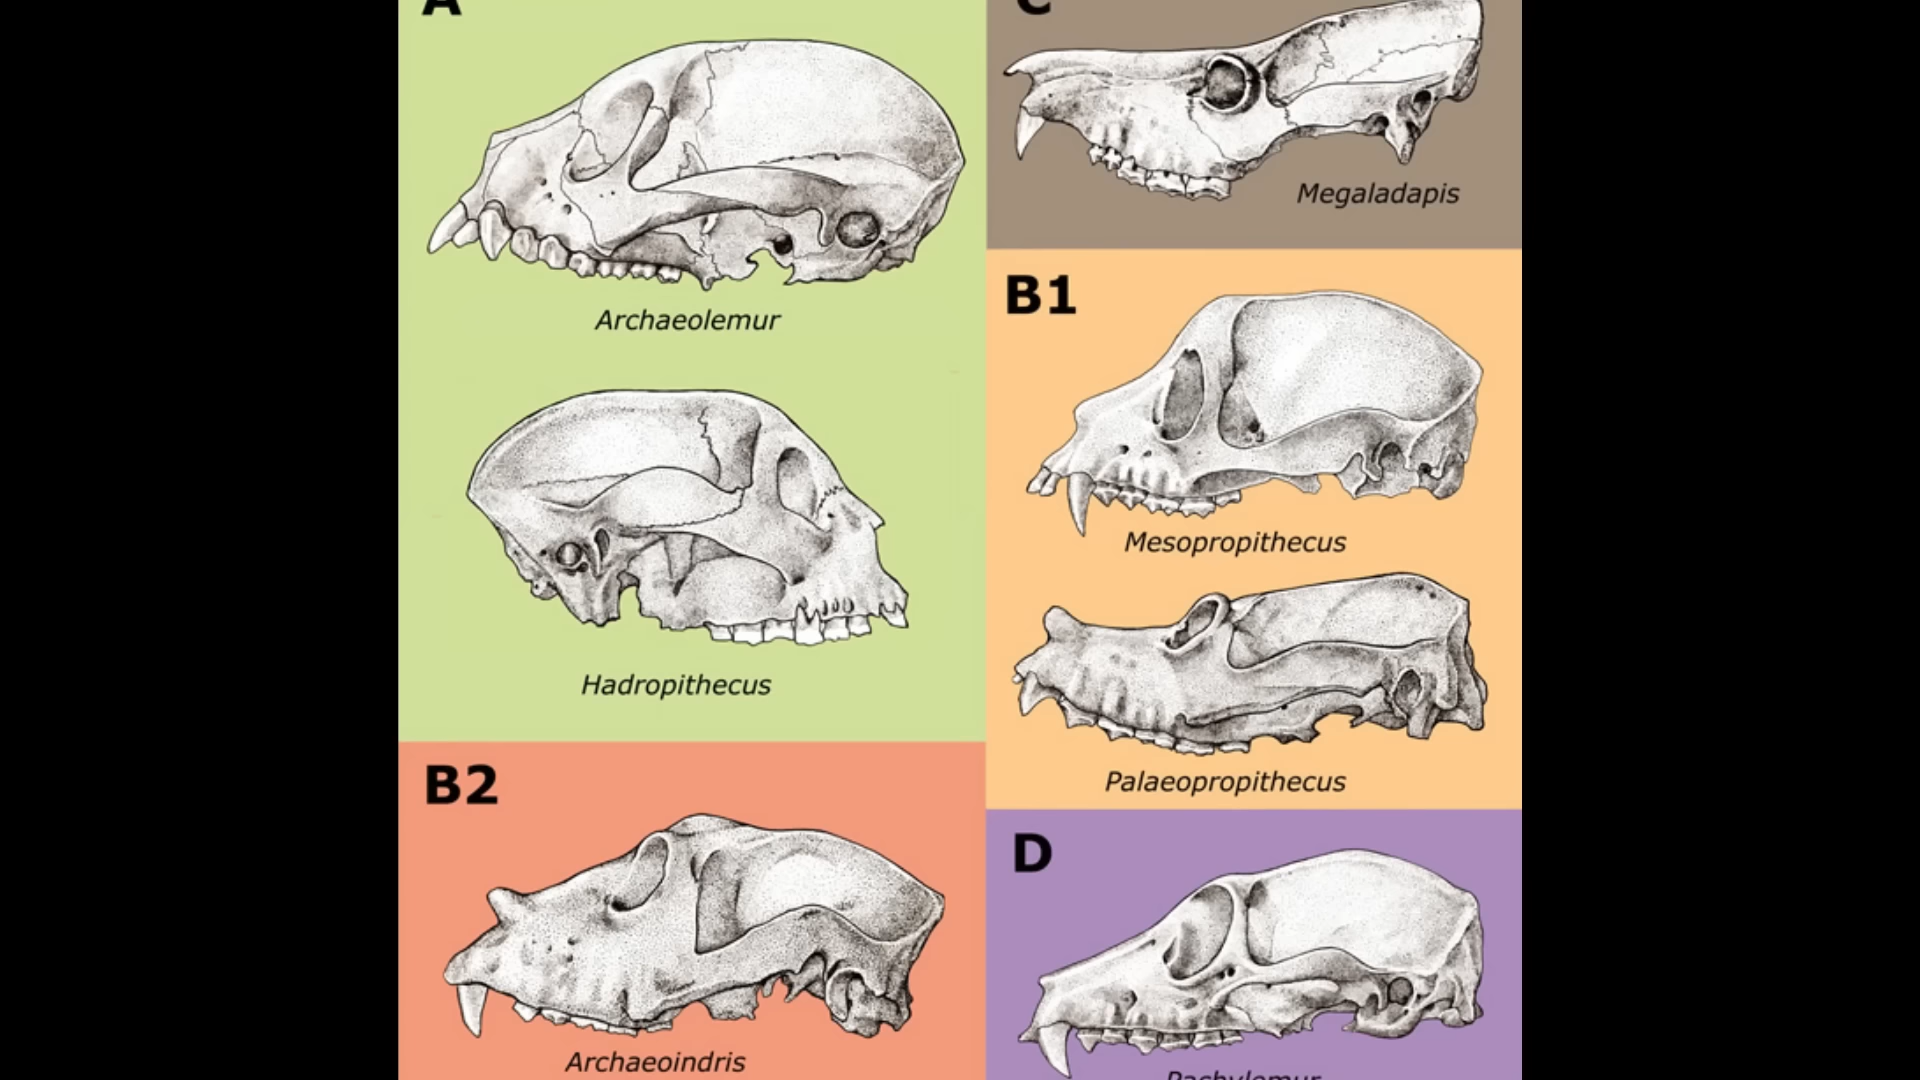 A
Archaeolemur
Hadropithecus
B2
Archaeoindris
C
Megaladapis
B1
Mesopropithecus
Palaeopropithecus
D
Pachylemur